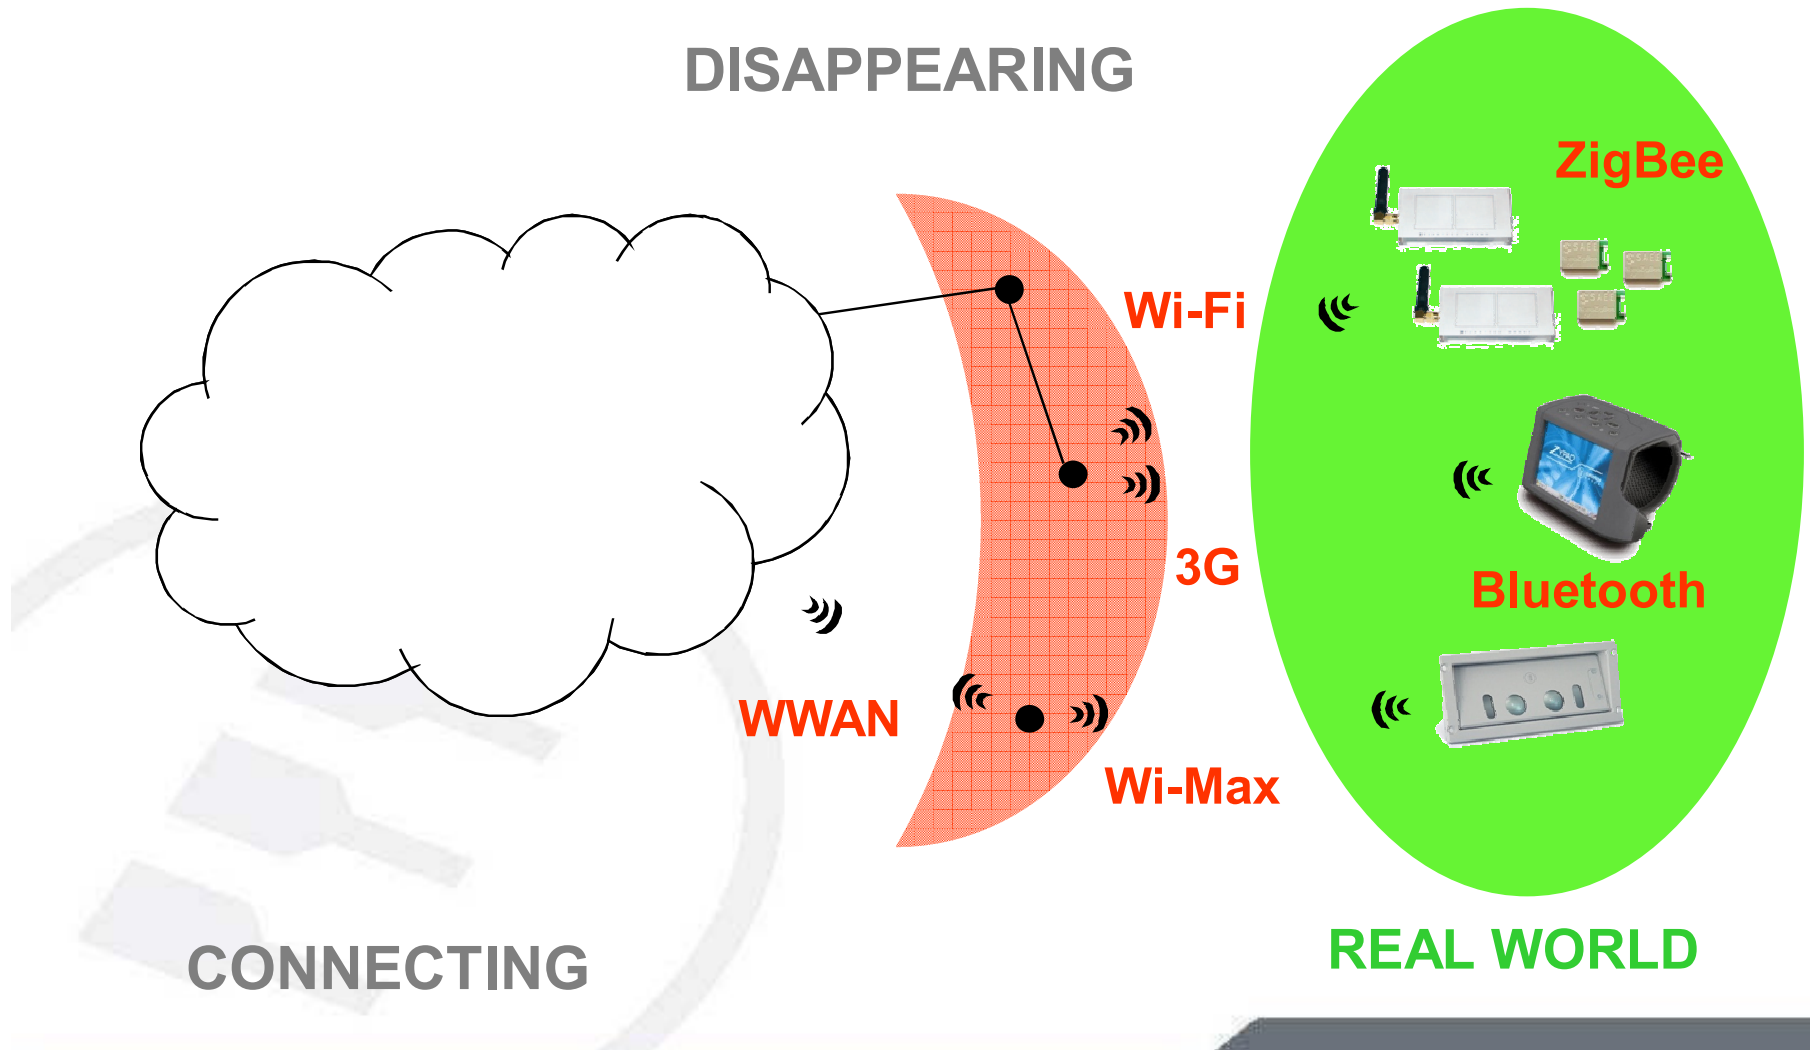 DISAPPEARING
ZigBee
Wi-Fi
3G
Bluetooth
WWAN
Wi-Max
REAL WORLD
CONNECTING